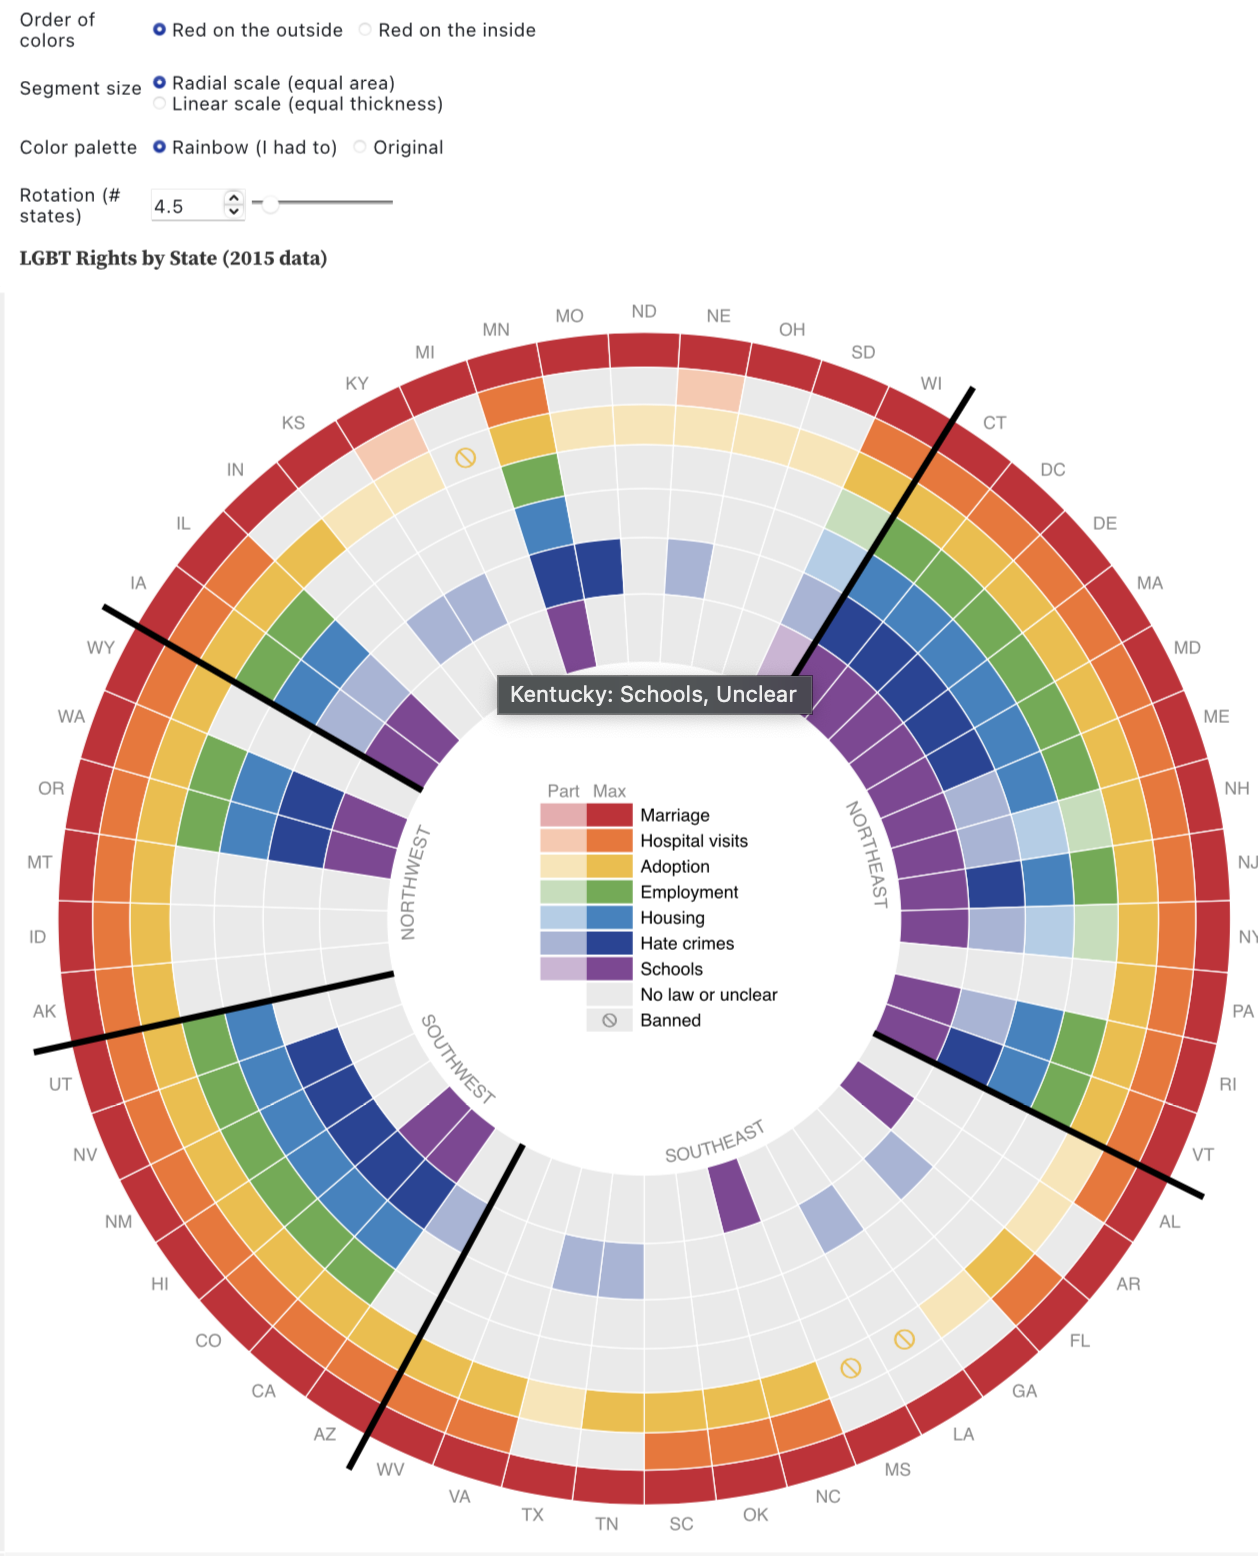 Order of
colors
Red on the outside
Red on the inside
Segment size
Radial scale (equal area)
Linear scale (equal thickness)
Color palette
Rainbow (I had to)
Original
Rotation (#
states)
4.5
LGBT Rights by State (2015 data)
ND
MO
NE
MN
OH
MI
SD
KY
WI
KS
CT
IN
DC
IL
DE
IA
MA
WY
MD
WA
ME
OR
NH
MT
NJ
ID
NY
AK
PA
UT
RI
NV
VT
NM
AL
HI
AR
CO
FL
CA
GA
AZ
LA
WV
MS
VA
NC
TX
OK
TN
SC
Kentucky: Schools, Unclear
NORTHWEST
NORTHEAST
SOUTHWEST
SOUTHEAST
Part Max
Marriage
Hospital visits
Adoption
Employment
Housing
Hate crimes
Schools
No law or unclear
Banned